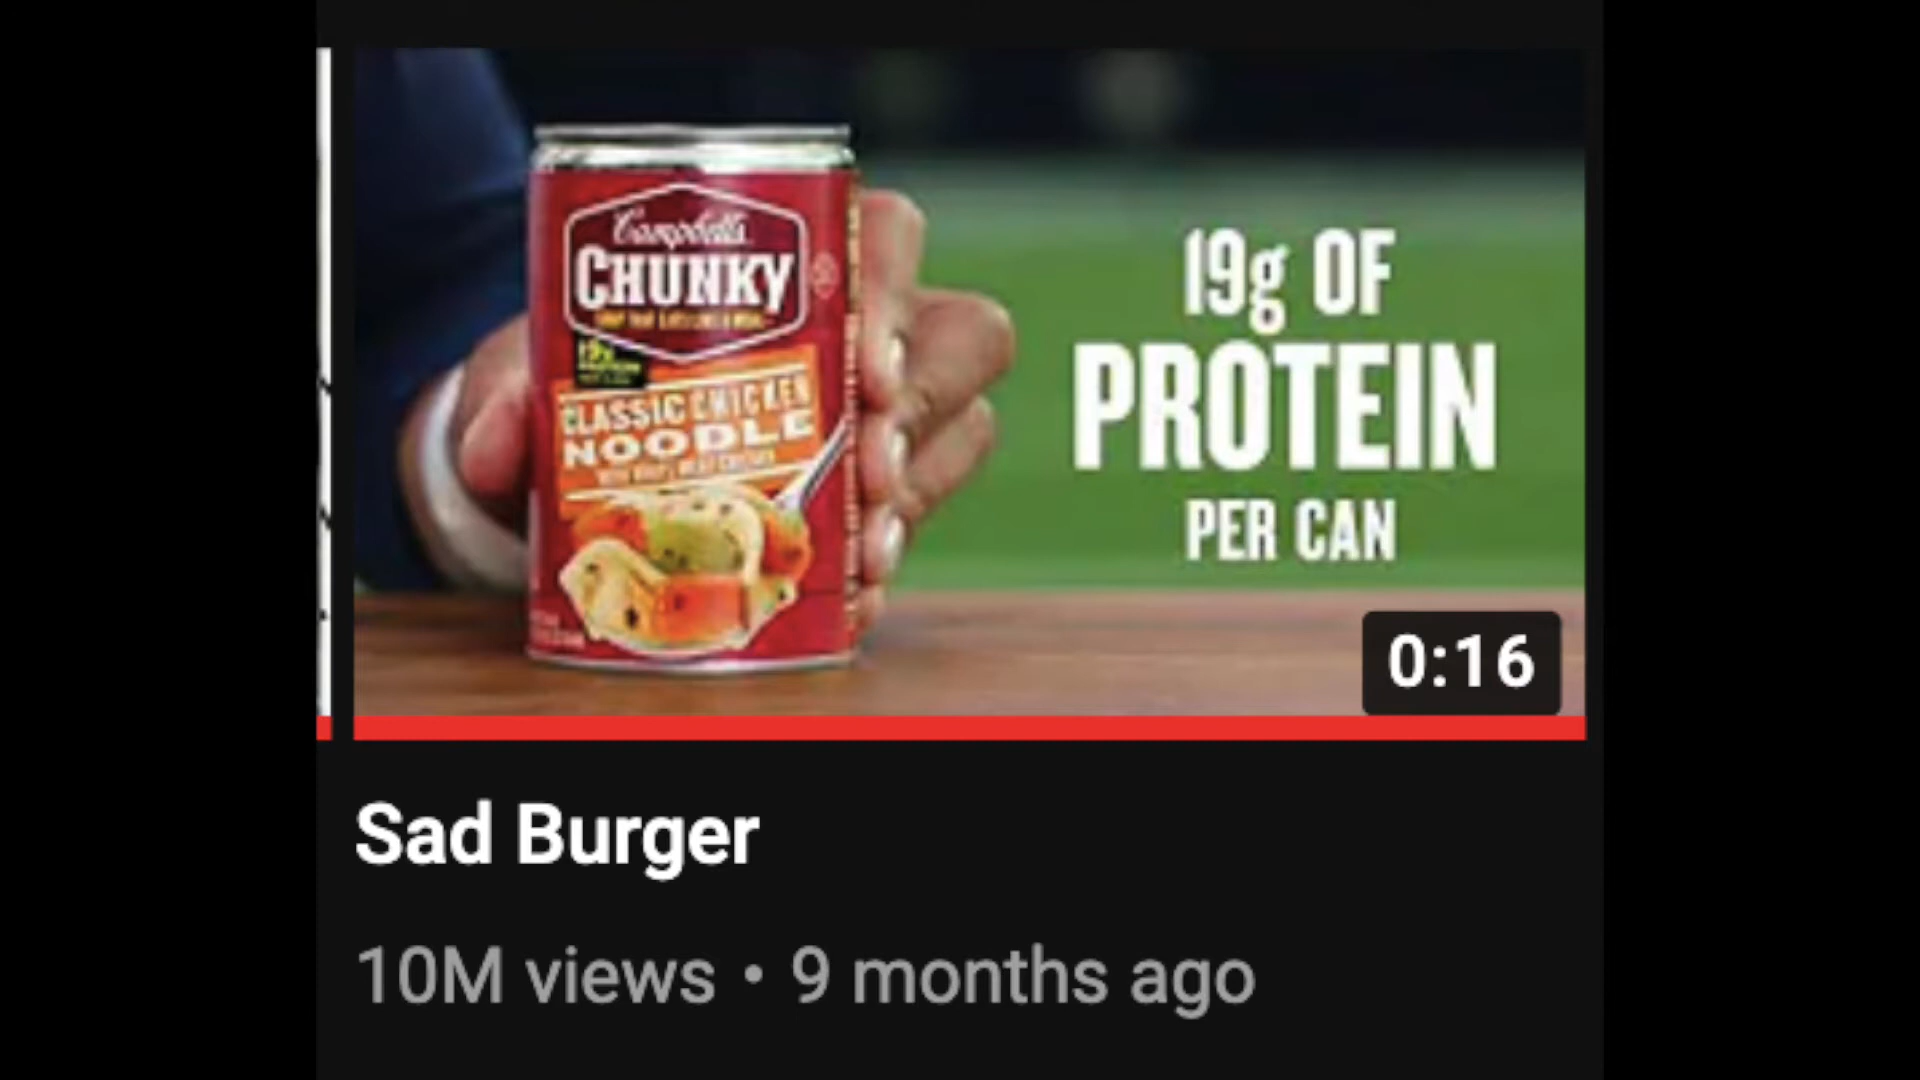 Campbell's
CHUNKY
CLASSIC CHICKEN
NOODLE
19g OF
PROTEIN
PER CAN
0:16
Sad Burger
10M views • 9 months ago